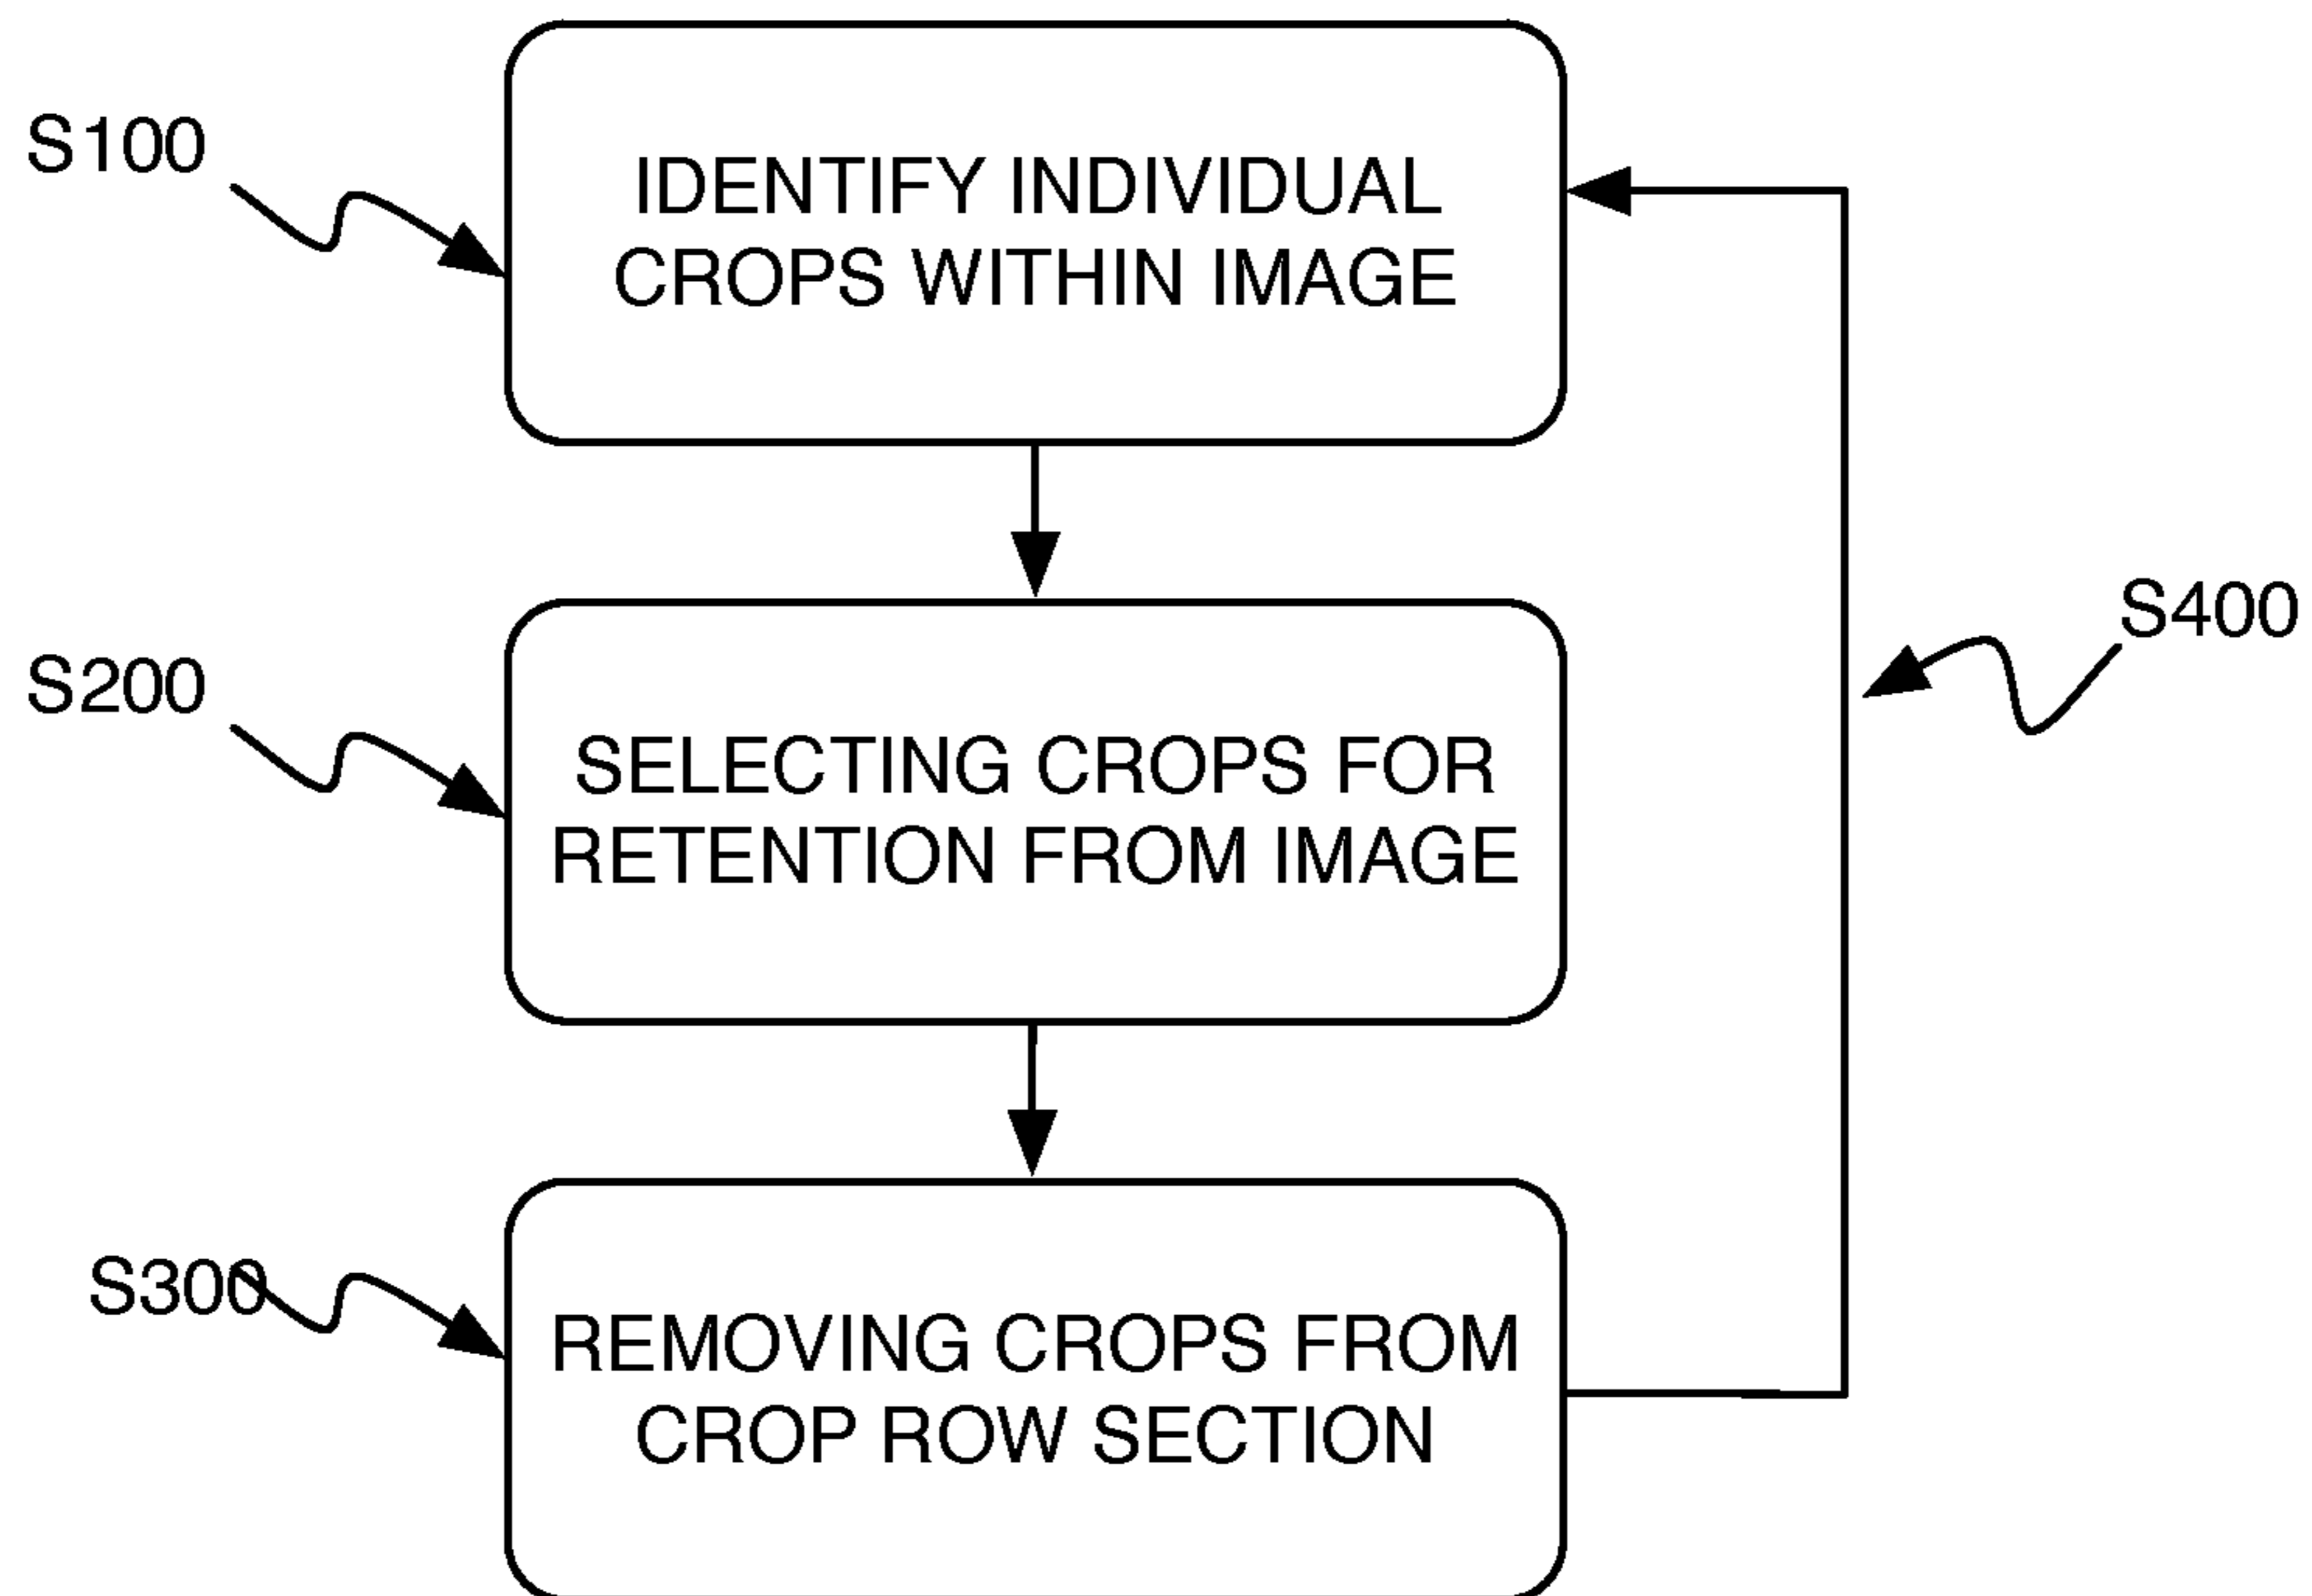 S100
IDENTIFY INDIVIDUAL
CROPS WITHIN IMAGE
S400
S200
SELECTING CROPS FOR
RETENTION FROM IMAGE
S300
REMOVING CROPS FROM
CROP ROW SECTION